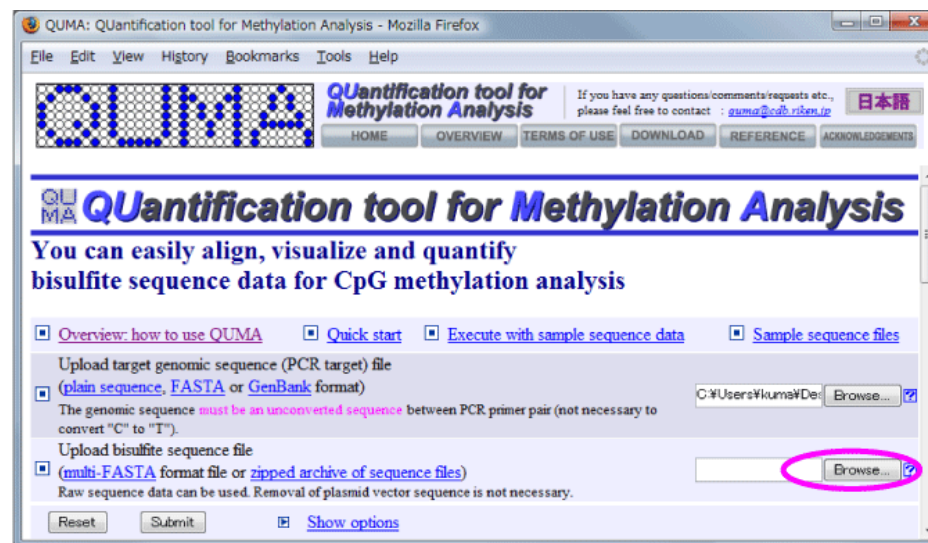 QUMA: QUantification tool for Methylation Analysis - Mozilla Firefox
File Edit View History Bookmarks Tools Help
QUMA
QUantification tool for
Methylation Analysis
If you have any questions/comments/requests etc.,
please feel free to contact : quma@cdb.riken.jp
日本語
HOME OVERVIEW TERMS OF USE DOWNLOAD REFERENCE ACKNOWLEDGEMENTS
QU
MA
QUantification tool for Methylation Analysis
You can easily align, visualize and quantify
bisulfite sequence data for CpG methylation analysis
Overview: how to use QUMA Quick start Execute with sample sequence data Sample sequence files
Upload target genomic sequence (PCR target) file
(plain sequence, FASTA or GenBank format)
C:¥Users¥kuma¥De Browse... ?
The genomic sequence must be an unconverted sequence between PCR primer pair (not necessary to
convert "C" to "T").
Upload bisulfite sequence file
(multi-FASTA format file or zipped archive of sequence files)
Browse... ?
Raw sequence data can be used. Removal of plasmid vector sequence is not necessary.
Reset Submit Show options